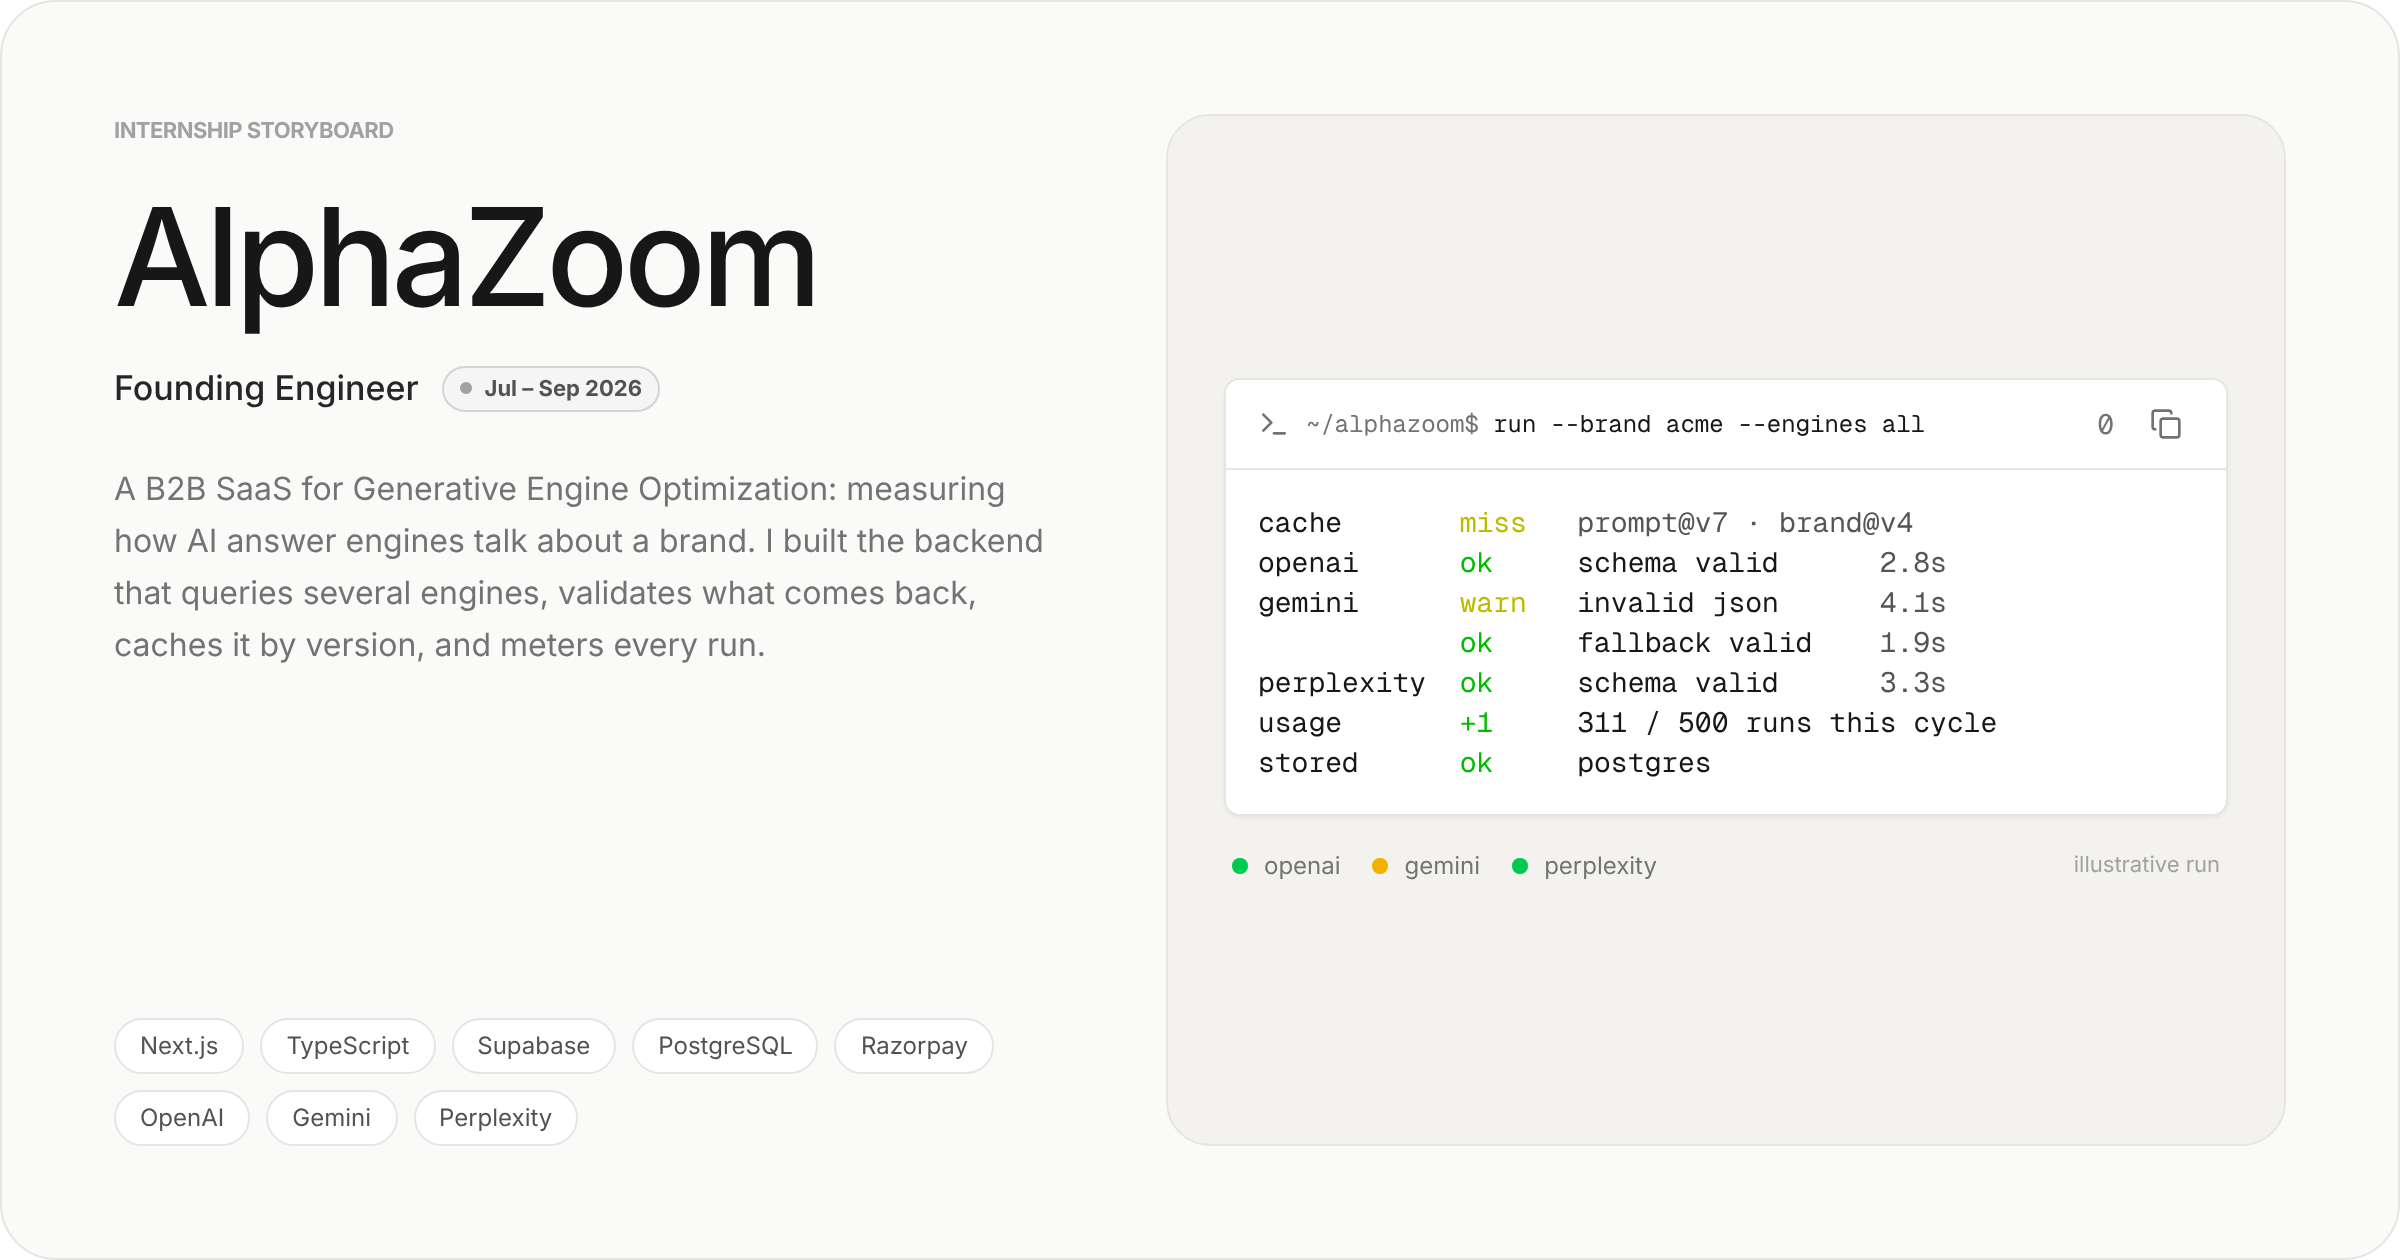 INTERNSHIP STORYBOARD
AlphaZoom
Founding Engineer
Jul – Sep 2026
A B2B SaaS for Generative Engine Optimization: measuring
how AI answer engines talk about a brand. I built the backend
that queries several engines, validates what comes back,
caches it by version, and meters every run.
Next.js TypeScript Supabase PostgreSQL Razorpay
OpenAI Gemini Perplexity
~/alphazoom$ run --brand acme --engines all 0
cache miss prompt@v7 · brand@v4
openai ok schema valid 2.8s
gemini warn invalid json 4.1s
ok fallback valid 1.9s
perplexity ok schema valid 3.3s
usage +1 311 / 500 runs this cycle
stored ok postgres
openai gemini perplexity illustrative run